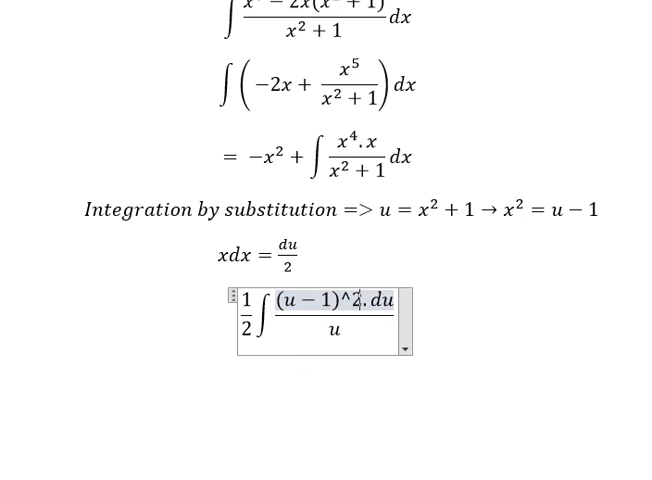 ∫ (x⁵ − 2x(x² + 1))/(x² + 1) dx
∫ (−2x + x⁵/(x² + 1)) dx
= −x² + ∫ (x⁴.x)/(x² + 1) dx
Integration by substitution => u = x² + 1 → x² = u − 1
xdx = du/2
1/2 ∫ ((u − 1)^2.du)/u